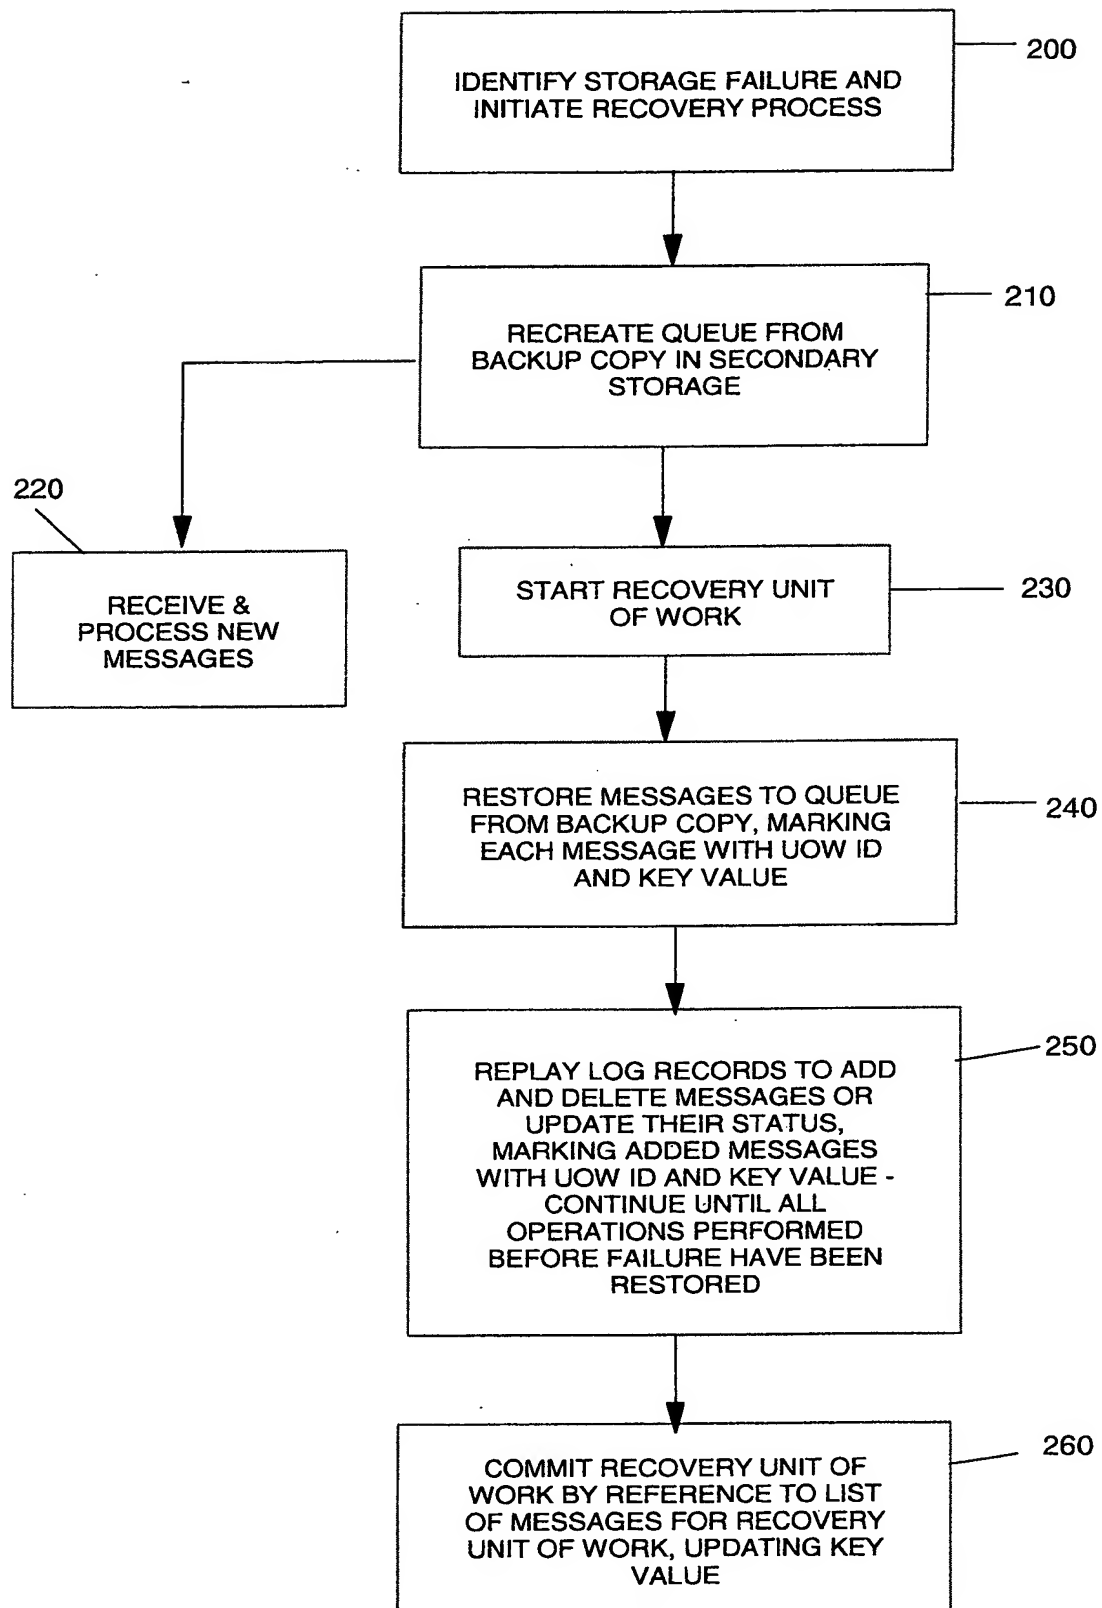 200
IDENTIFY STORAGE FAILURE AND
INITIATE RECOVERY PROCESS
210
RECREATE QUEUE FROM
BACKUP COPY IN SECONDARY
STORAGE
220
RECEIVE &
PROCESS NEW
MESSAGES
230
START RECOVERY UNIT
OF WORK
240
RESTORE MESSAGES TO QUEUE
FROM BACKUP COPY, MARKING
EACH MESSAGE WITH UOW ID
AND KEY VALUE
250
REPLAY LOG RECORDS TO ADD
AND DELETE MESSAGES OR
UPDATE THEIR STATUS,
MARKING ADDED MESSAGES
WITH UOW ID AND KEY VALUE -
CONTINUE UNTIL ALL
OPERATIONS PERFORMED
BEFORE FAILURE HAVE BEEN
RESTORED
260
COMMIT RECOVERY UNIT OF
WORK BY REFERENCE TO LIST
OF MESSAGES FOR RECOVERY
UNIT OF WORK, UPDATING KEY
VALUE